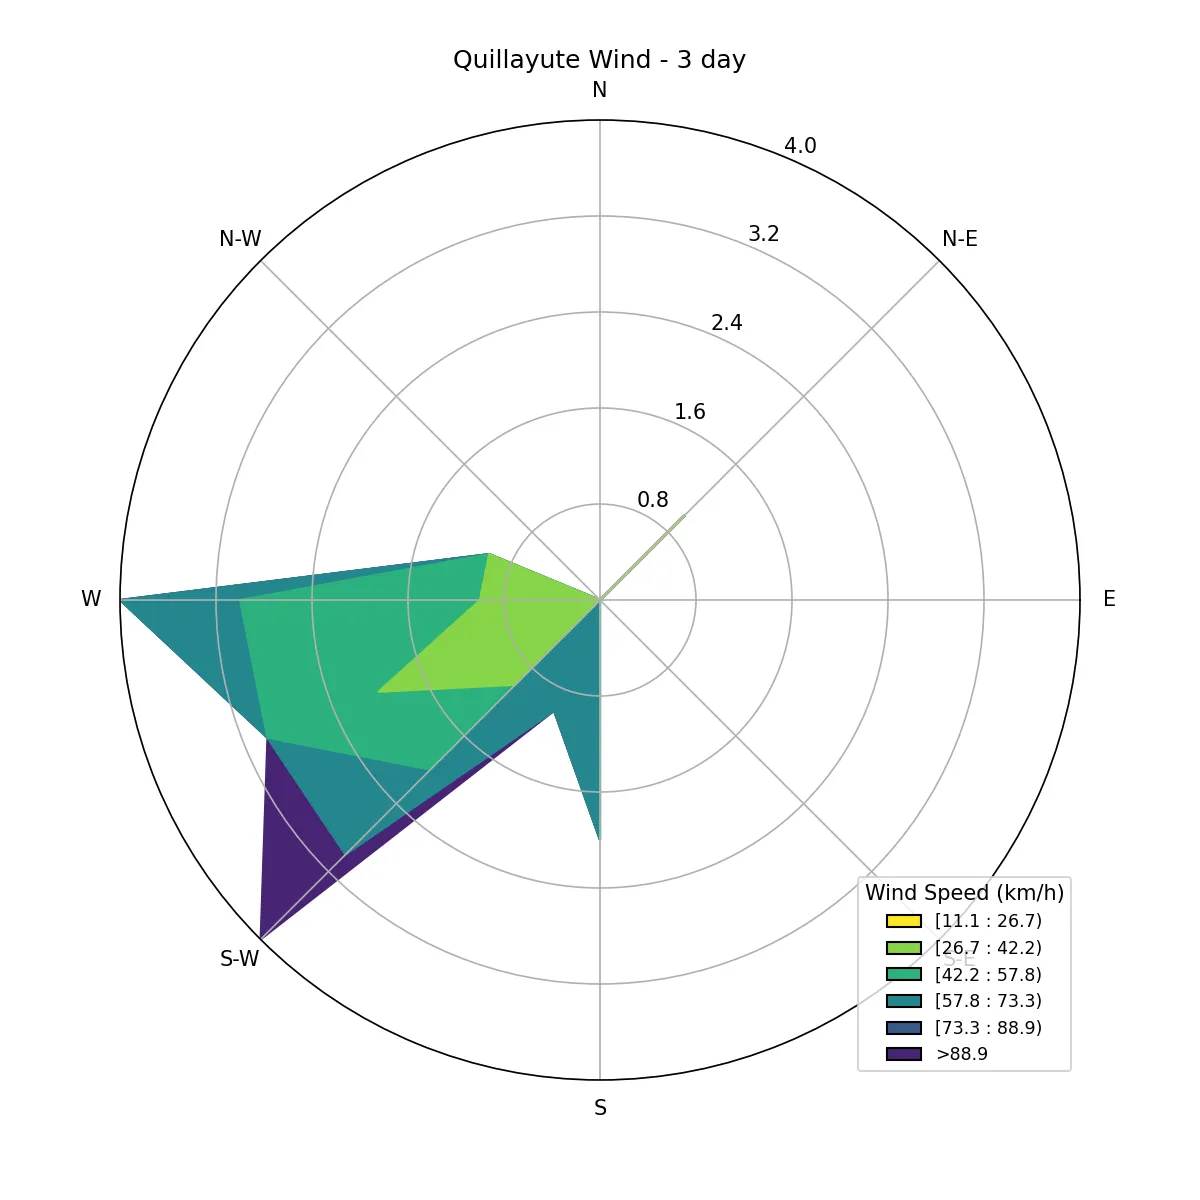 Quillayute Wind - 3 day
N
4.0
N-W
3.2
N-E
2.4
1.6
0.8
W
E
Wind Speed (km/h)
[11.1 : 26.7)
[26.7 : 42.2)
S-W
S-E
[42.2 : 57.8)
[57.8 : 73.3)
[73.3 : 88.9)
>88.9
S